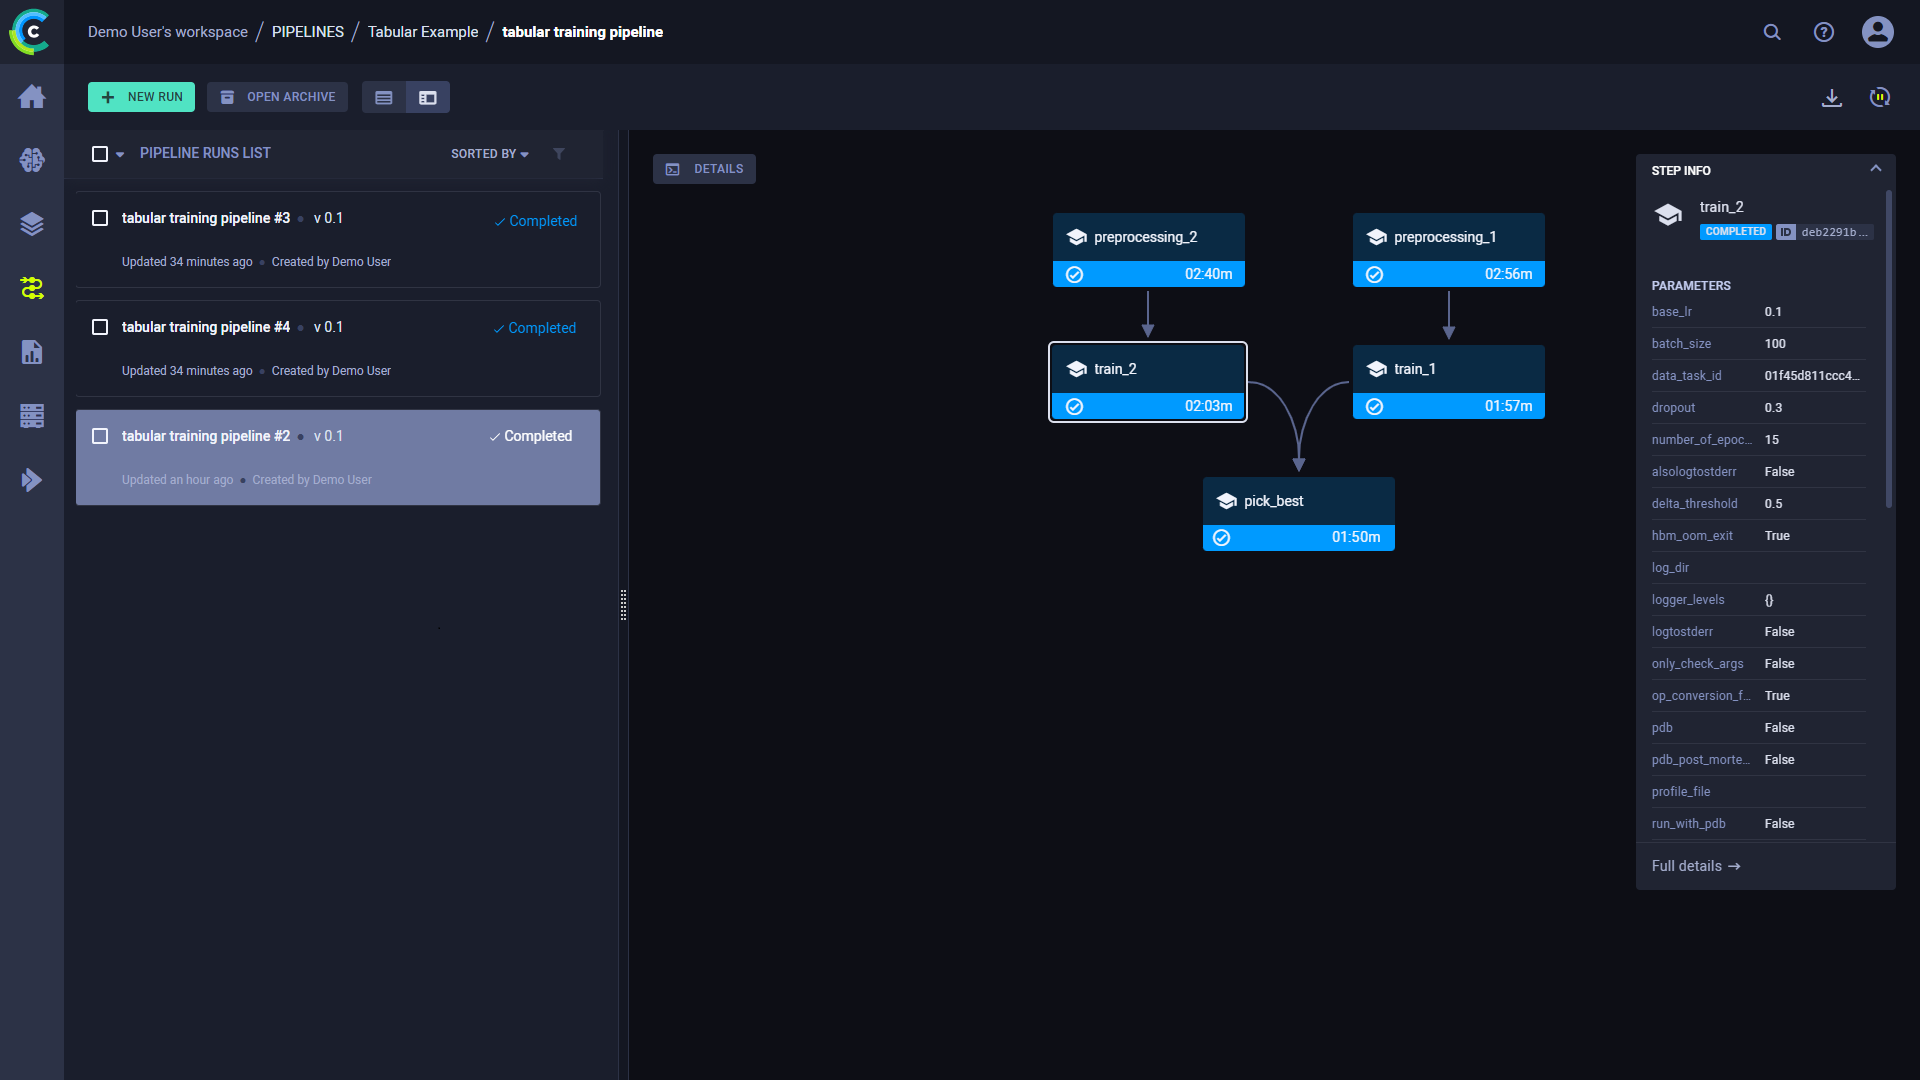 Demo User's workspace / PIPELINES / Tabular Example / tabular training pipeline
NEW RUN
OPEN ARCHIVE
PIPELINE RUNS LIST
SORTED BY
tabular training pipeline #3 • v 0.1
Completed
Updated 34 minutes ago • Created by Demo User
tabular training pipeline #4 • v 0.1
Completed
Updated 34 minutes ago • Created by Demo User
tabular training pipeline #2 • v 0.1
Completed
Updated an hour ago • Created by Demo User
DETAILS
preprocessing_2
02:40m
preprocessing_1
02:56m
train_2
02:03m
train_1
01:57m
pick_best
01:50m
STEP INFO
train_2
COMPLETED ID deb2291b...
PARAMETERS
base_lr 0.1
batch_size 100
data_task_id 01f45d811ccc4...
dropout 0.3
number_of_epoc... 15
alsologtostderr False
delta_threshold 0.5
hbm_oom_exit True
log_dir
logger_levels {}
logtostderr False
only_check_args False
op_conversion_f... True
pdb False
pdb_post_morte... False
profile_file
run_with_pdb False
Full details →